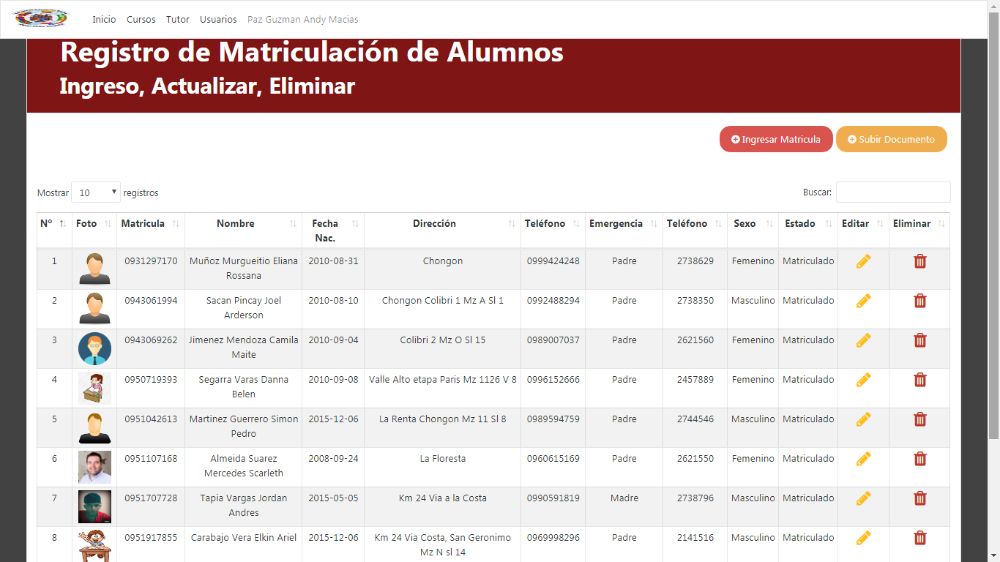 Inicio Cursos Tutor Usuarios Paz Guzman Andy Macias
Registro de Matriculación de Alumnos
Ingreso, Actualizar, Eliminar
Ingresar Matricula Subir Documento
Mostrar 10 registros Buscar:
Nº Foto Matricula Nombre Fecha Dirección Teléfono Emergencia Teléfono Sexo Estado Editar Eliminar
Nac.
1 0931297170 Muñoz Murgueitio Eliana 2010-08-31 Chongon 0999424248 Padre 2738629 Femenino Matriculado
Rossana
2 0943061994 Sacan Pincay Joel 2010-08-10 Chongon Colibri 1 Mz A Sl 1 0992488294 Padre 2738350 Masculino Matriculado
Arderson
3 0943069262 Jimenez Mendoza Camila 2010-09-04 Colibri 2 Mz O Sl 15 0989007037 Padre 2621560 Femenino Matriculado
Maite
4 0950719393 Segarra Varas Danna 2010-09-08 Valle Alto etapa Paris Mz 1126 V 8 0996152666 Padre 2457889 Femenino Matriculado
Belen
5 0951042613 Martinez Guerrero Simon 2015-12-06 La Renta Chongon Mz 11 Sl 8 0989594759 Padre 2744546 Masculino Matriculado
Pedro
6 0951107168 Almeida Suarez 2008-09-24 La Floresta 0960615169 Padre 2621550 Femenino Matriculado
Mercedes Scarleth
7 0951707728 Tapia Vargas Jordan 2015-05-05 Km 24 Via a la Costa 0990591819 Madre 2738796 Masculino Matriculado
Andres
8 0951917855 Carabajo Vera Elkin Ariel 2015-12-06 Km 24 Via Costa, San Geronimo 0969998296 Padre 2141516 Masculino Matriculado
Mz N sl 14